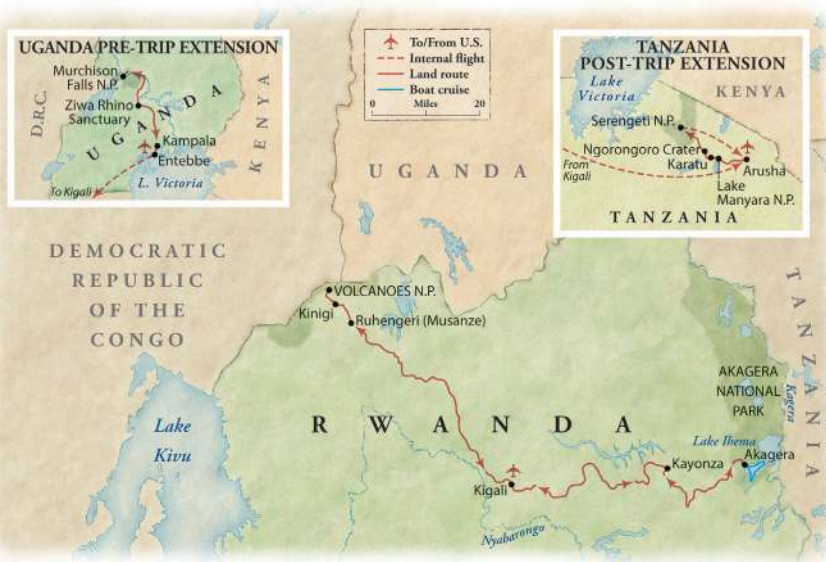 UGANDA PRE-TRIP EXTENSION
Murchison
Falls N.P.
Ziwa Rhino
Sanctuary
D.R.C.
UGANDA
KENYA
Kampala
Entebbe
To Kigali
L. Victoria
To/From U.S.
Internal flight
Land route
Boat cruise
0 Miles 20
TANZANIA
POST-TRIP EXTENSION
Lake
Victoria
KENYA
Serengeti N.P.
Ngorongoro Crater
Karatu
From
Kigali
Arusha
Lake
Manyara N.P.
TANZANIA
UGANDA
DEMOCRATIC
REPUBLIC
OF THE
CONGO
VOLCANOES N.P.
Kinigi
Ruhengeri (Musanze)
TANZANIA
AKAGERA
NATIONAL
PARK
Kagera
Lake
Kivu
RWANDA
Lake Ihema
Akagera
Kayonza
Kigali
Nyabarongo